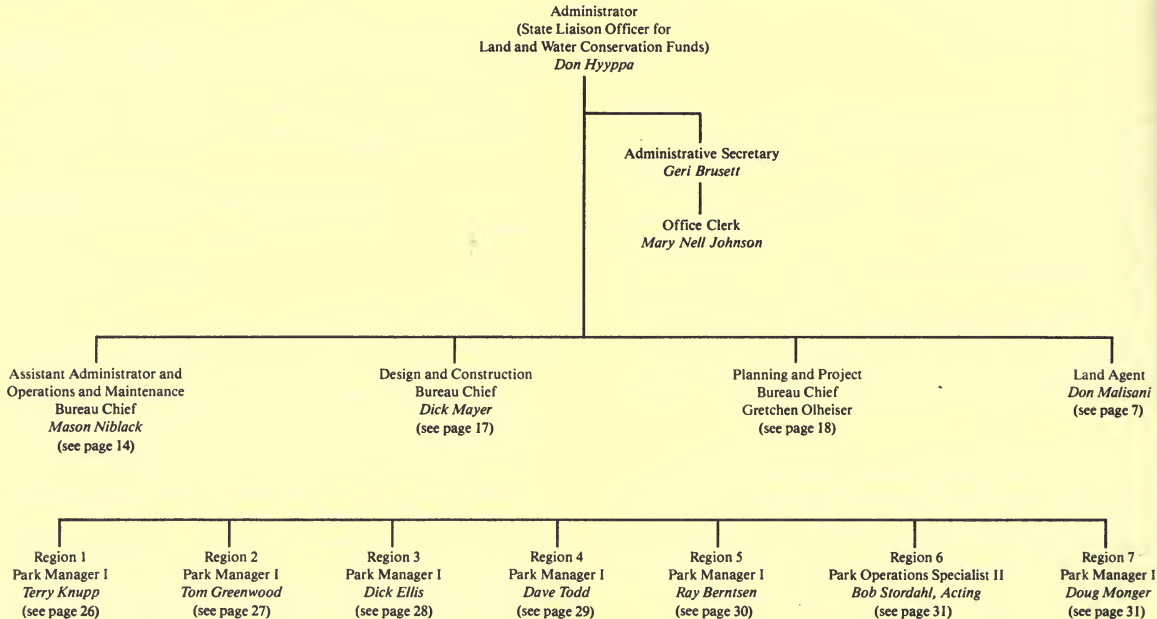 Administrator
(State Liaison Officer for
Land and Water Conservation Funds)
Don Hyyppa
Administrative Secretary
Geri Brusett
Office Clerk
Mary Nell Johnson
Assistant Administrator and
Operations and Maintenance
Bureau Chief
Mason Niblack
(see page 14)
Design and Construction
Bureau Chief
Dick Mayer
(see page 17)
Planning and Project
Bureau Chief
Gretchen Olheiser
(see page 18)
Land Agent
Don Malisani
(see page 7)
Region 1
Park Manager I
Terry Knupp
(see page 26)
Region 2
Park Manager I
Tom Greenwood
(see page 27)
Region 3
Park Manager I
Dick Ellis
(see page 28)
Region 4
Park Manager I
Dave Todd
(see page 29)
Region 5
Park Manager I
Ray Berntsen
(see page 30)
Region 6
Park Operations Specialist II
Bob Stordahl, Acting
(see page 31)
Region 7
Park Manager I
Doug Monger
(see page 31)